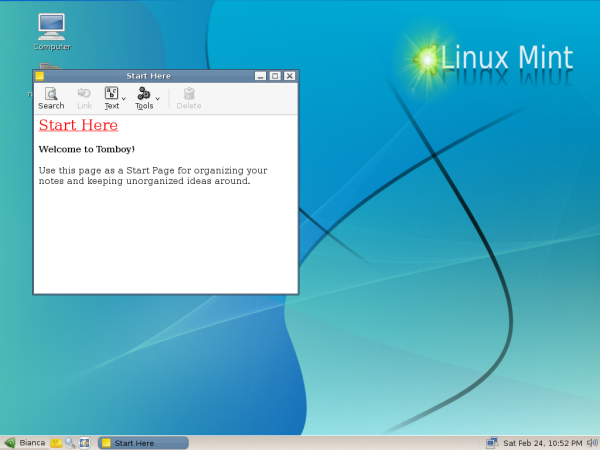 Computer
Linux Mint
Start Here
Search Link Text Tools Delete
Start Here
Welcome to Tomboy!
Use this page as a Start Page for organizing your
notes and keeping unorganized ideas around.
Bianca Start Here Sat Feb 24, 10:52 PM